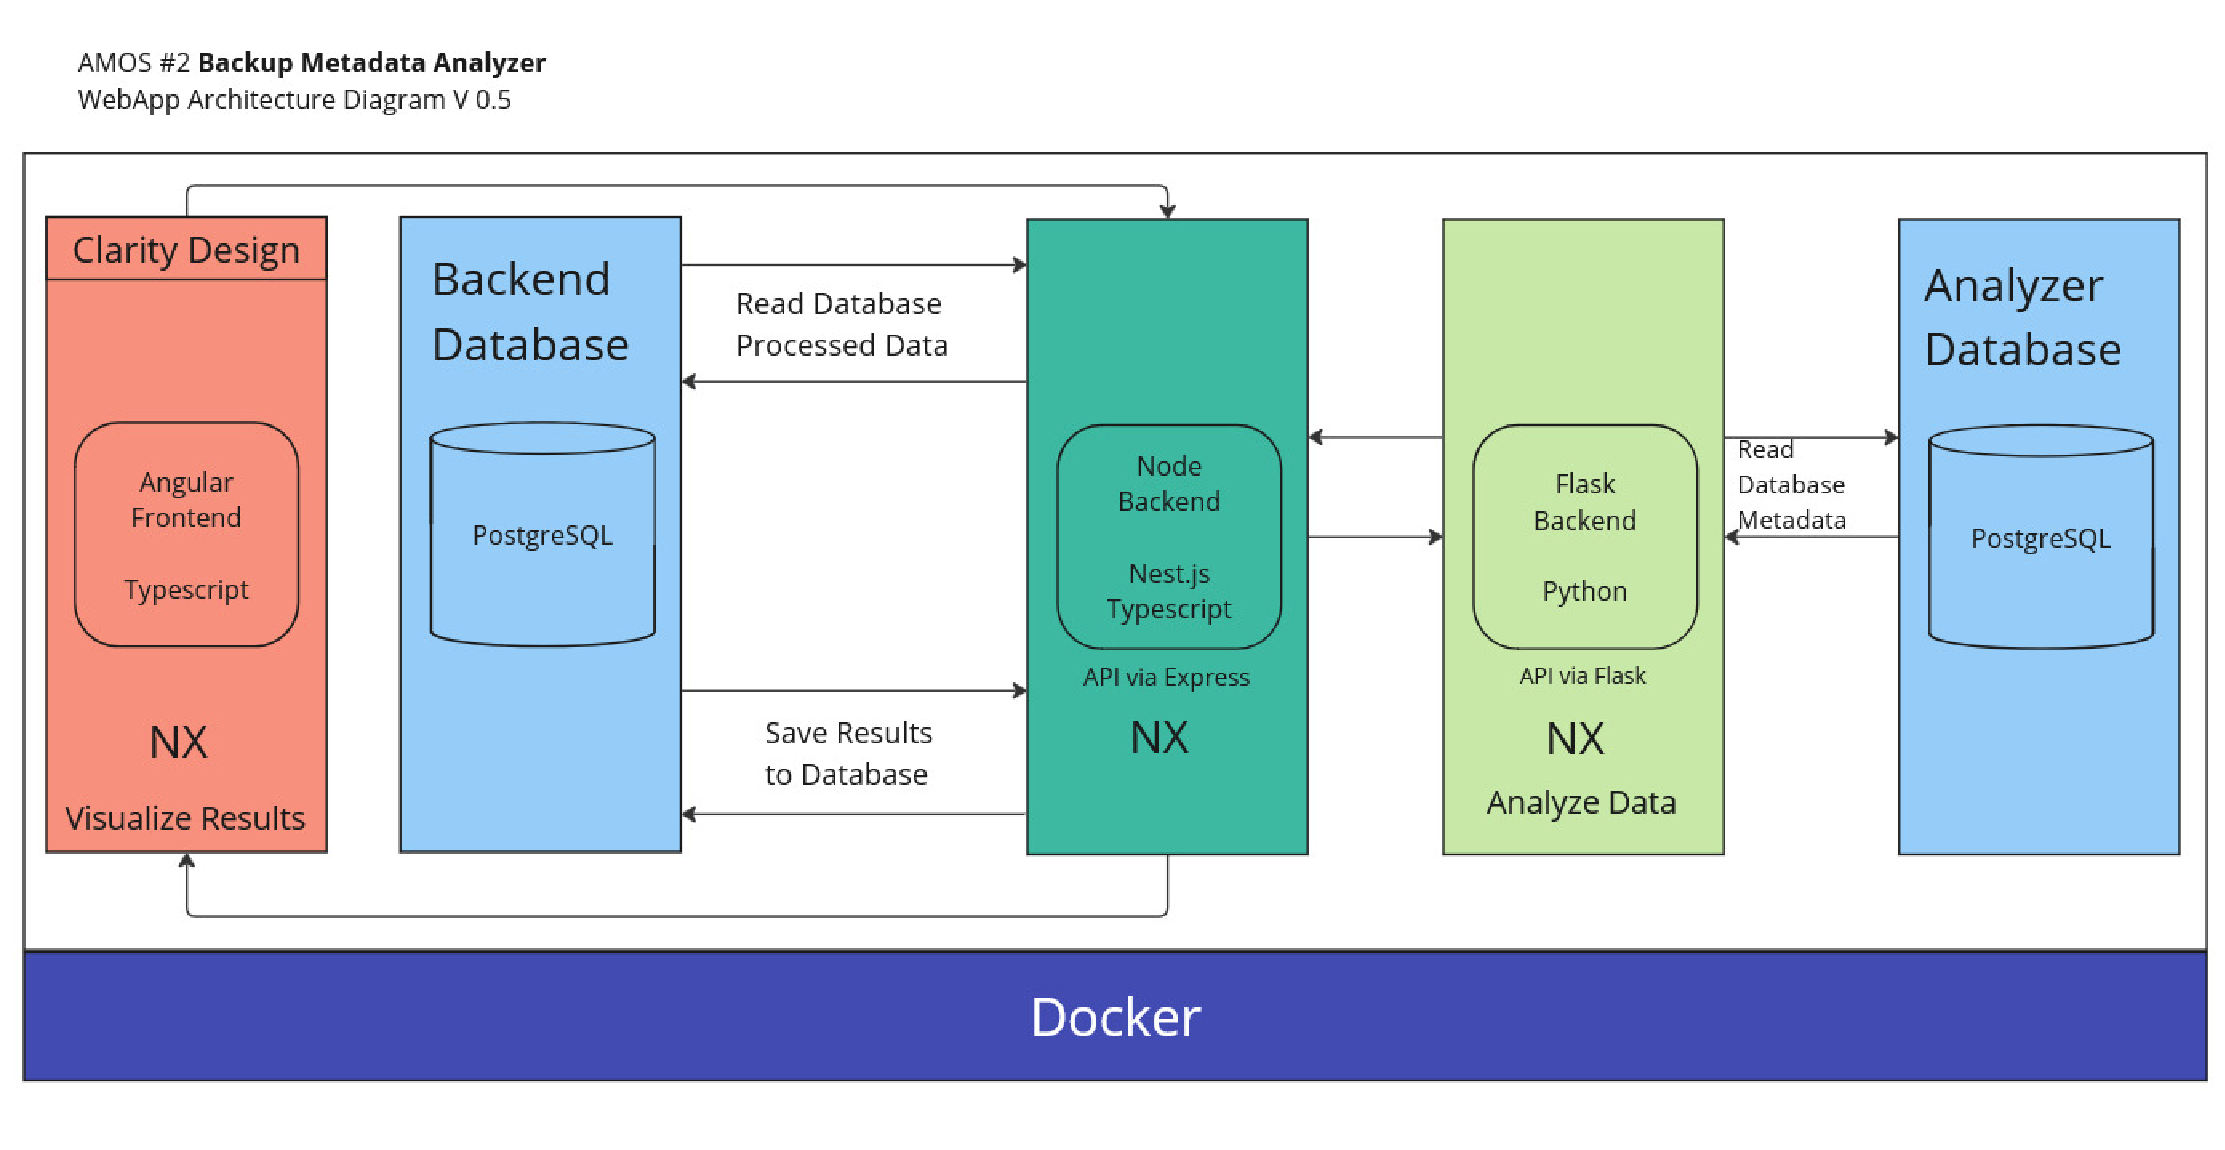 AMOS #2 Backup Metadata Analyzer
WebApp Architecture Diagram V 0.5
Clarity Design
Angular
Frontend
Typescript
NX
Visualize Results
Backend
Database
PostgreSQL
Read Database
Processed Data
Save Results
to Database
Node
Backend
Nest.js
Typescript
API via Express
NX
Flask
Backend
Python
API via Flask
NX
Analyze Data
Read
Database
Metadata
Analyzer
Database
PostgreSQL
Docker